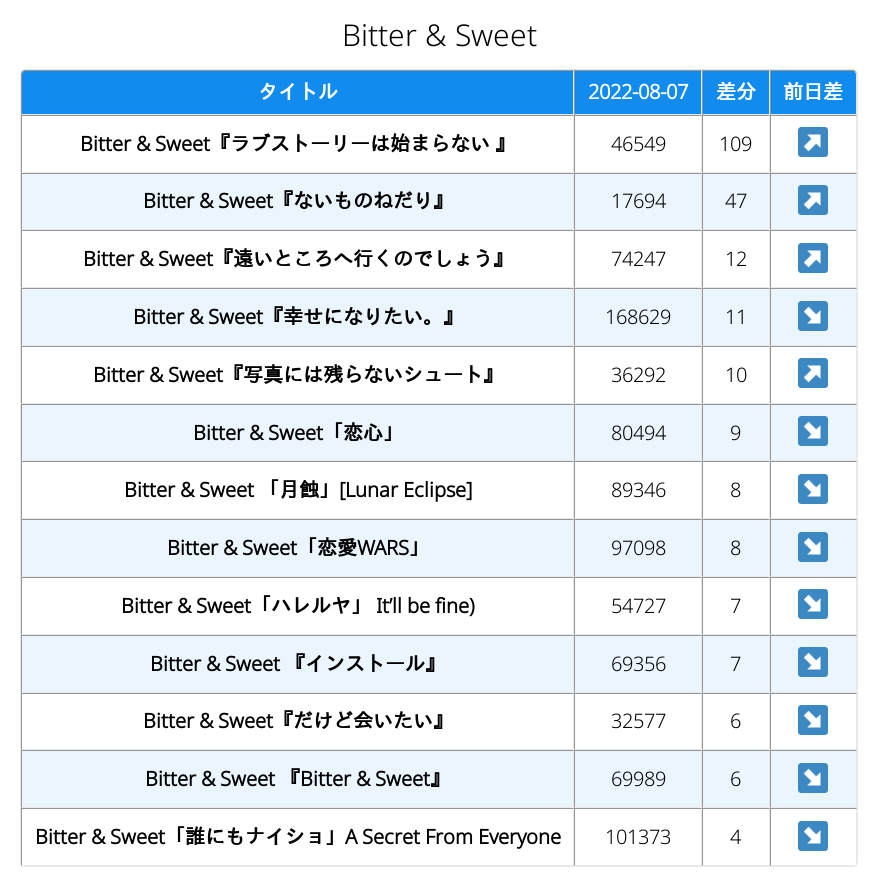 Bitter & Sweet
タイトル 2022-08-07 差分 前日差
Bitter & Sweet『ラブストーリーは始まらない 』 46549 109 ↗
Bitter & Sweet『ないものねだり』 17694 47 ↗
Bitter & Sweet『遠いところへ行くのでしょう』 74247 12 ↗
Bitter & Sweet『幸せになりたい。』 168629 11 ↘
Bitter & Sweet『写真には残らないシュート』 36292 10 ↗
Bitter & Sweet「恋心」 80494 9 ↘
Bitter & Sweet 「月蝕」[Lunar Eclipse] 89346 8 ↘
Bitter & Sweet「恋愛WARS」 97098 8 ↘
Bitter & Sweet「ハレルヤ」 It'll be fine) 54727 7 ↘
Bitter & Sweet 『インストール』 69356 7 ↘
Bitter & Sweet『だけど会いたい』 32577 6 ↘
Bitter & Sweet 『Bitter & Sweet』 69989 6 ↘
Bitter & Sweet「誰にもナイショ」A Secret From Everyone 101373 4 ↘